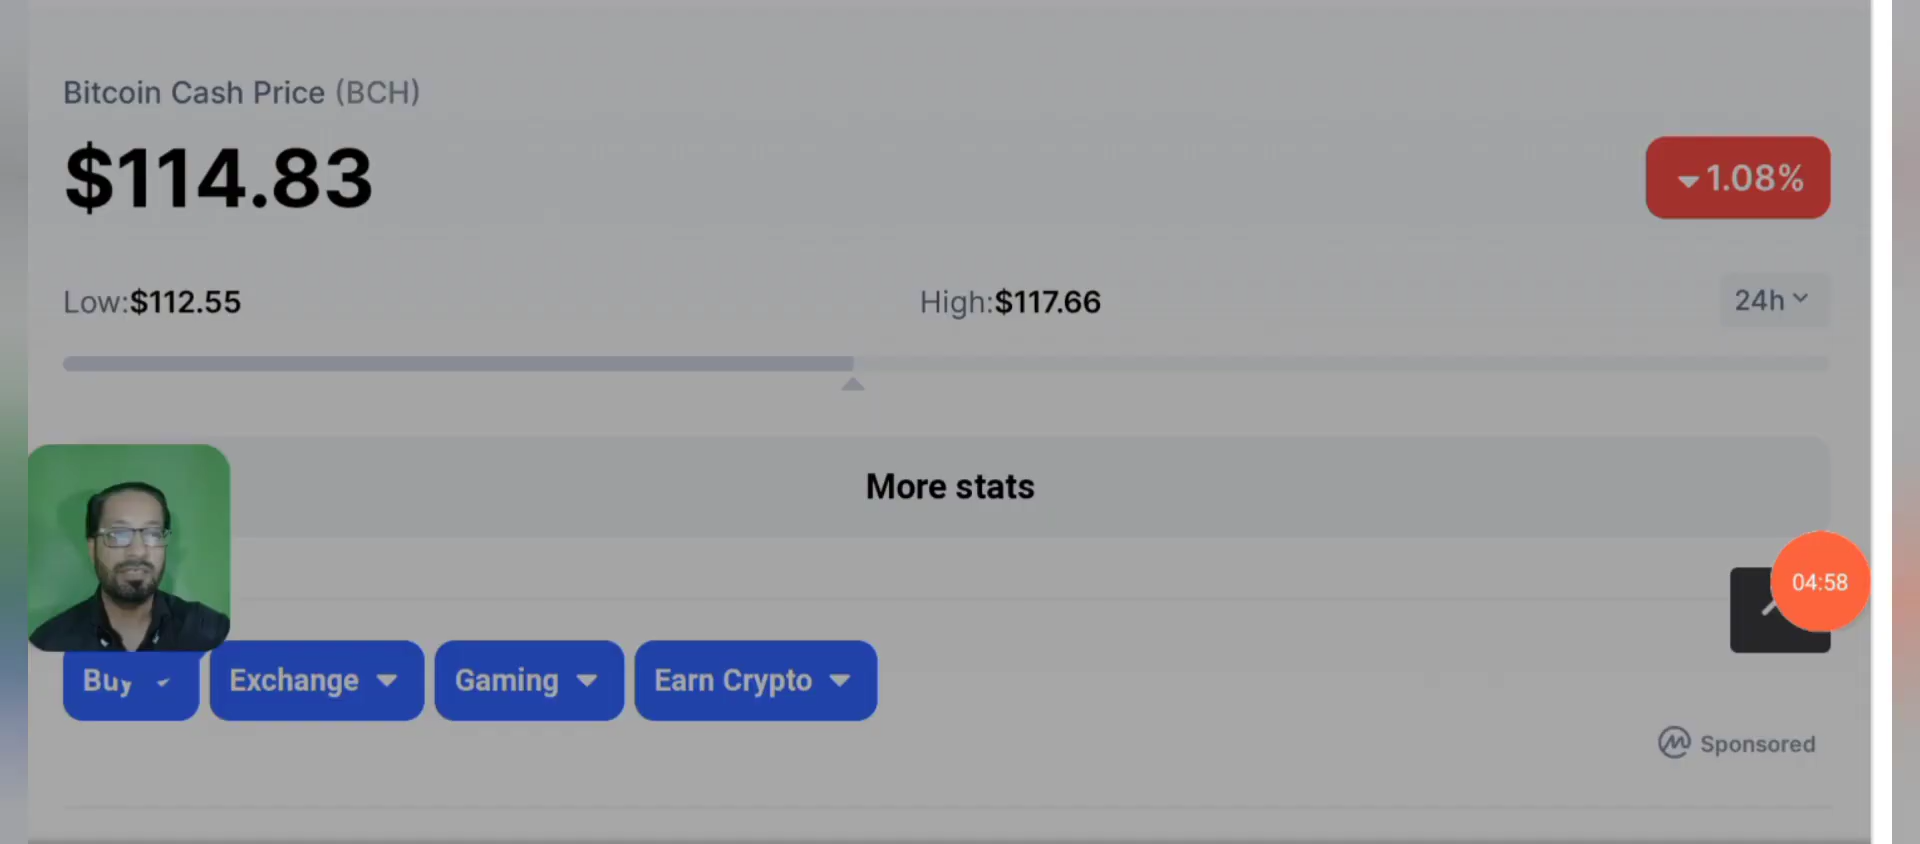 Bitcoin Cash Price (BCH)
$114.83
1.08%
Low:$112.55 High:$117.66 24h
More stats
04:58
Buy Exchange Gaming Earn Crypto
Sponsored